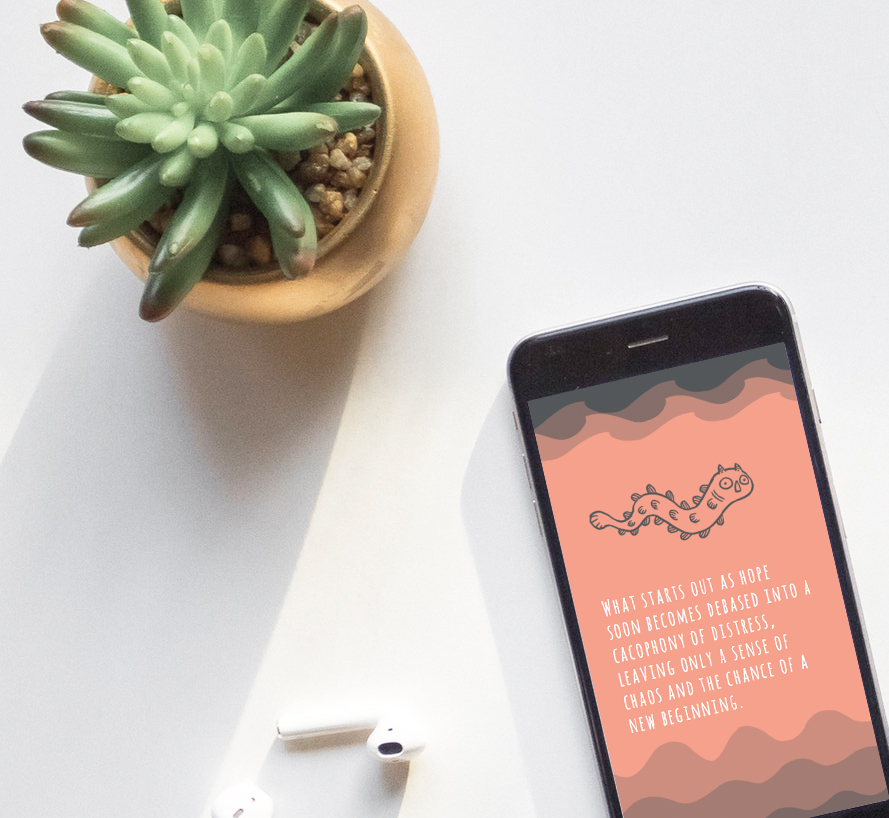 What starts out as hope
soon becomes debased into a
cacophony of distress,
leaving only a sense of
chaos and the chance of a
new beginning.